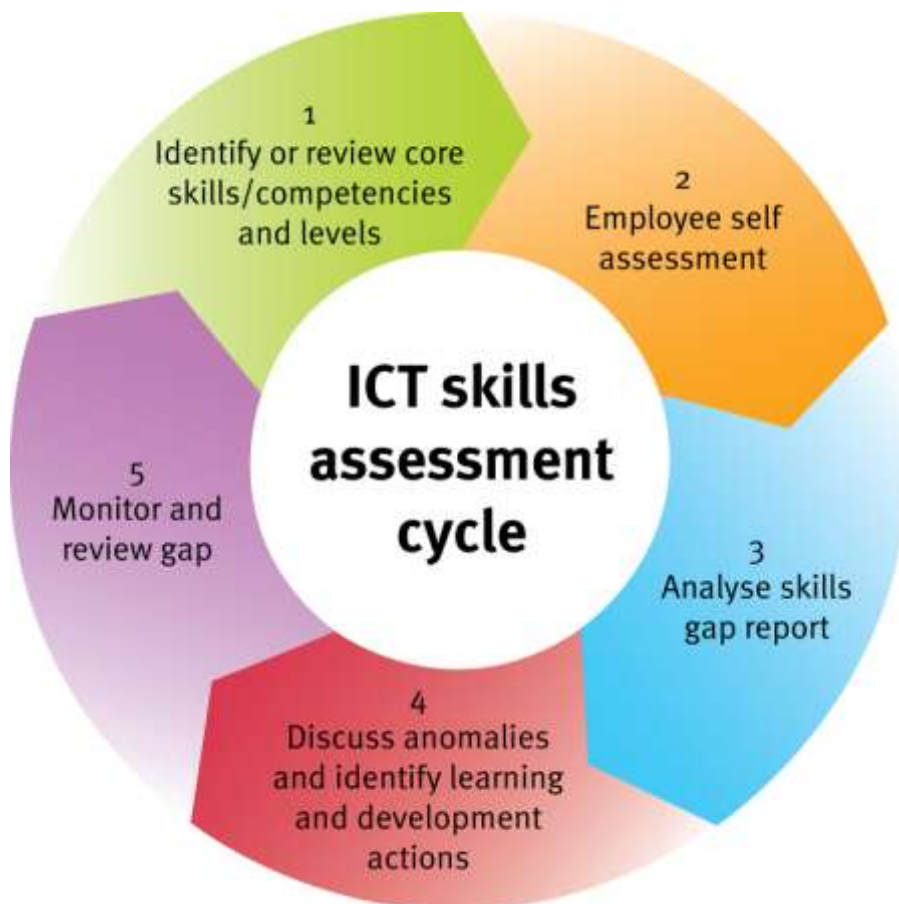 1
Identify or review core
skills/competencies
and levels
2
Employee self
assessment
3
Analyse skills
gap report
4
Discuss anomalies
and identify learning
and development
actions
5
Monitor and
review gap
ICT skills
assessment
cycle